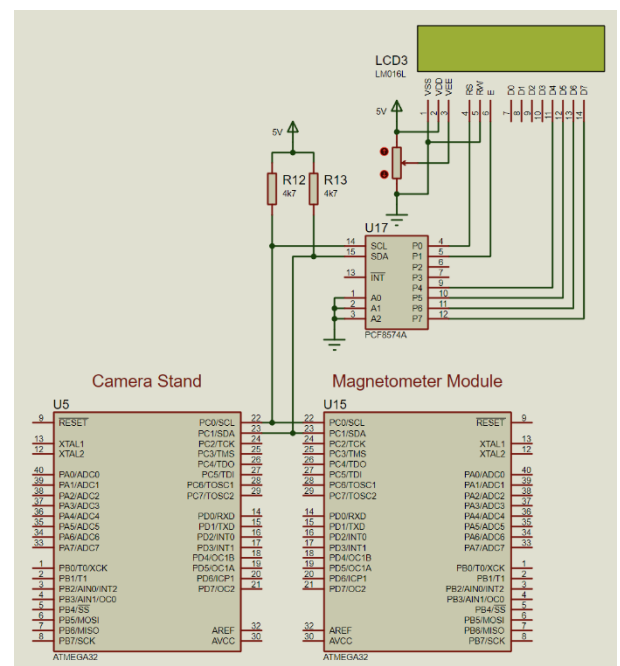 LCD3
LM016L
VSS
VDD
VEE
RS
RW
E
D0
D1
D2
D3
D4
D5
D6
D7
1
2
3
4
5
6
7
8
9
10
11
12
13
14
5V
5V
R12
4k7
R13
4k7
U17
14 SCL P0 4
15 SDA P1 5
P2 6
13 INT P3 7
P4 9
1 A0 P5 10
2 A1 P6 11
3 A2 P7 12
PCF8574A
Camera Stand
U5
9 RESET PC0/SCL 22
PC1/SDA 23
13 XTAL1 PC2/TCK 24
12 XTAL2 PC3/TMS 25
PC4/TDO 26
40 PA0/ADC0 PC5/TDI 27
39 PA1/ADC1 PC6/TOSC1 28
38 PA2/ADC2 PC7/TOSC2 29
37 PA3/ADC3
36 PA4/ADC4 PD0/RXD 14
35 PA5/ADC5 PD1/TXD 15
34 PA6/ADC6 PD2/INT0 16
33 PA7/ADC7 PD3/INT1 17
PD4/OC1B 18
1 PB0/T0/XCK PD5/OC1A 19
2 PB1/T1 PD6/ICP1 20
3 PB2/AIN0/INT2 PD7/OC2 21
4 PB3/AIN1/OC0
5 PB4/SS
6 PB5/MOSI
7 PB6/MISO AREF 32
8 PB7/SCK AVCC 30
ATMEGA32
Magnetometer Module
U15
22 PC0/SCL RESET 9
23 PC1/SDA
24 PC2/TCK XTAL1 13
25 PC3/TMS XTAL2 12
26 PC4/TDO
27 PC5/TDI PA0/ADC0 40
28 PC6/TOSC1 PA1/ADC1 39
29 PC7/TOSC2 PA2/ADC2 38
PA3/ADC3 37
14 PD0/RXD PA4/ADC4 36
15 PD1/TXD PA5/ADC5 35
16 PD2/INT0 PA6/ADC6 34
17 PD3/INT1 PA7/ADC7 33
18 PD4/OC1B
19 PD5/OC1A PB0/T0/XCK 1
20 PD6/ICP1 PB1/T1 2
21 PD7/OC2 PB2/AIN0/INT2 3
PB3/AIN1/OC0 4
PB4/SS 5
PB5/MOSI 6
32 AREF PB6/MISO 7
30 AVCC PB7/SCK 8
ATMEGA32